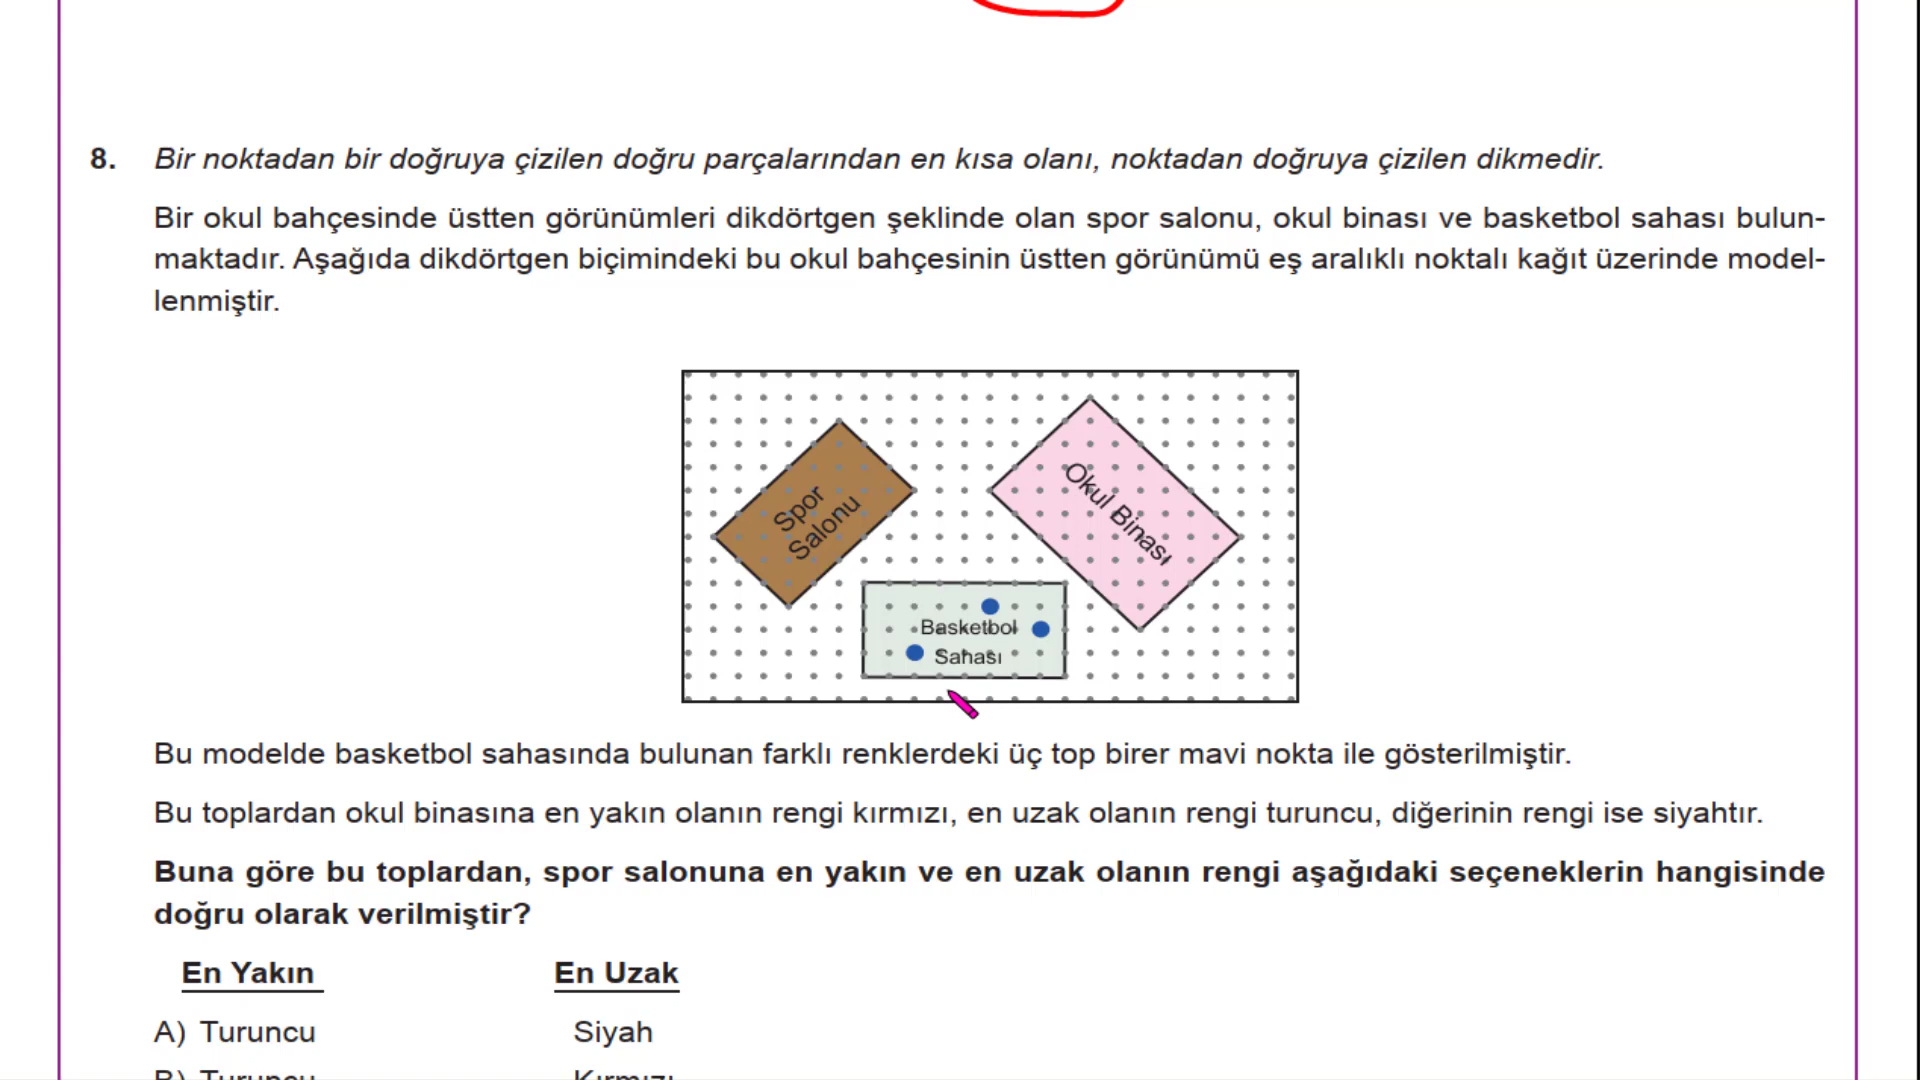 8. Bir noktadan bir doğruya çizilen doğru parçalarından en kısa olanı, noktadan doğruya çizilen dikmedir.
Bir okul bahçesinde üstten görünümleri dikdörtgen şeklinde olan spor salonu, okul binası ve basketbol sahası bulun-
maktadır. Aşağıda dikdörtgen biçimindeki bu okul bahçesinin üstten görünümü eş aralıklı noktalı kağıt üzerinde model-
lenmiştir.
Spor
Salonu
Okul Binası
Basketbol
Sahası
Bu modelde basketbol sahasında bulunan farklı renklerdeki üç top birer mavi nokta ile gösterilmiştir.
Bu toplardan okul binasına en yakın olanın rengi kırmızı, en uzak olanın rengi turuncu, diğerinin rengi ise siyahtır.
Buna göre bu toplardan, spor salonuna en yakın ve en uzak olanın rengi aşağıdaki seçeneklerin hangisinde
doğru olarak verilmiştir?
En Yakın En Uzak
A) Turuncu Siyah
B) Turuncu Kırmızı